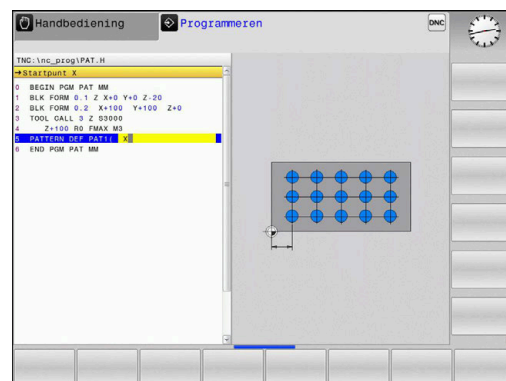 Handbediening
Programmeren
DNC
TNC:\nc_prog\PAT.H
→Startpunt X
0 BEGIN PGM PAT MM
1 BLK FORM 0.1 Z X+0 Y+0 Z-20
2 BLK FORM 0.2 X+100 Y+100 Z+0
3 TOOL CALL 3 Z S3000
4 Z+100 R0 FMAX M3
5 PATTERN DEF PAT1( X
6 END PGM PAT MM